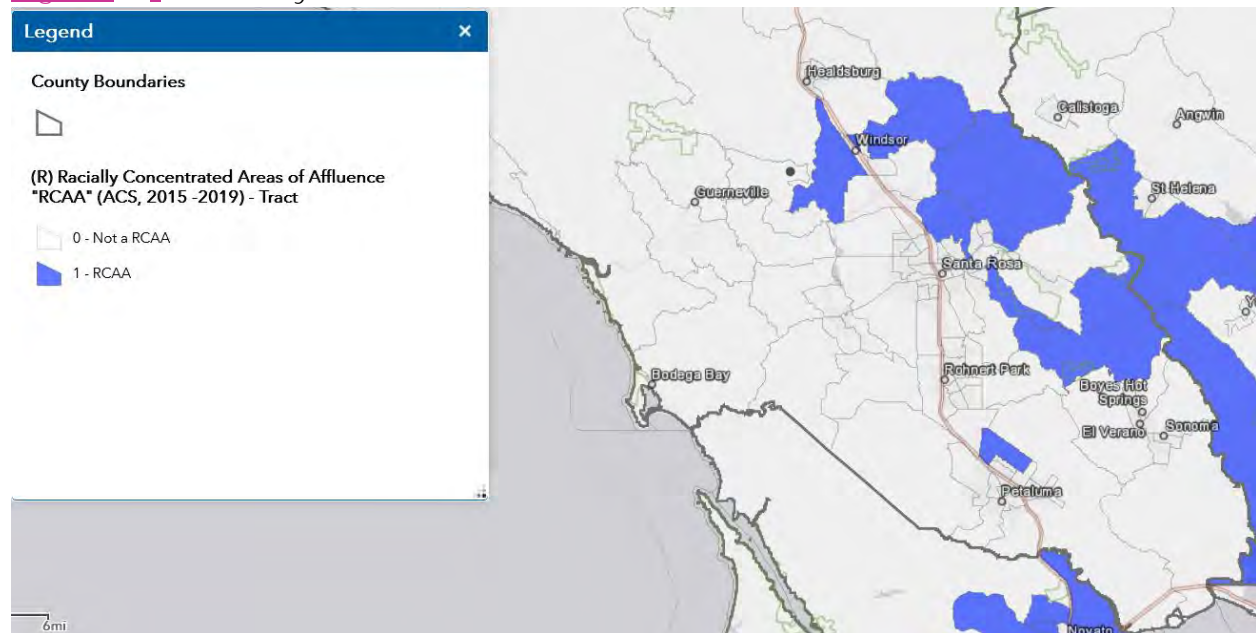 Legend
×
County Boundaries
(R) Racially Concentrated Areas of Affluence
"RCAA" (ACS, 2015 -2019) - Tract
0 - Not a RCAA
1 - RCAA
Healdsburg
Calistoga
Angwin
Windsor
St Helena
Guerneville
Santa Rosa
Bodega Bay
Rohnert Park
Boyes Hot
Springs
El Verano
Sonoma
Petaluma
6mi
Novato